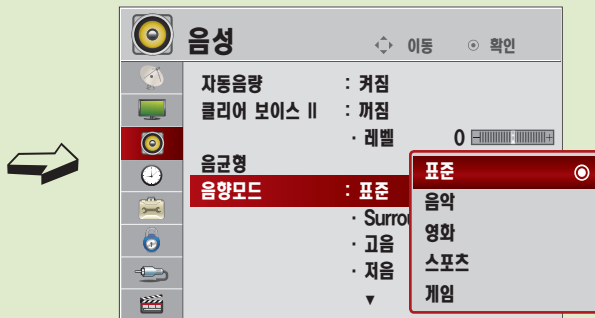 음성 이동 확인
자동음량 : 켜짐
클리어 보이스 II : 꺼짐
· 레벨 0
음균형
음향모드 : 표준
· Surrou
· 고음
· 저음
표준
음악
영화
스포츠
게임